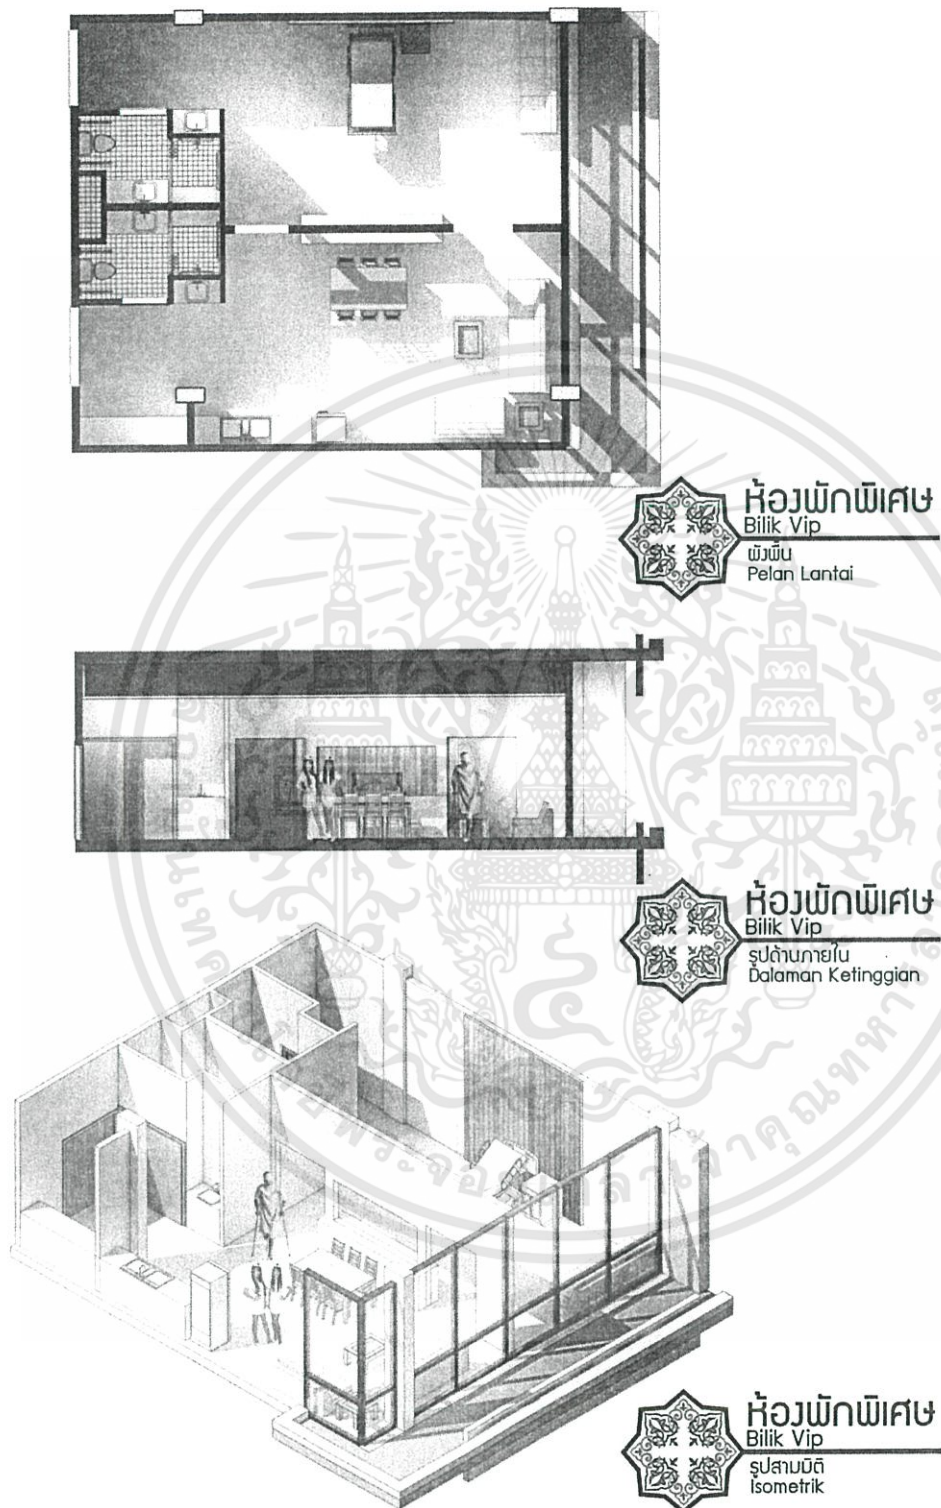 ห้องพักพิเศษ
Bilik Vip
ผังพื้น
Pelan Lantai
ห้องพักพิเศษ
Bilik Vip
รูปด้านภายใน
Dalaman Ketinggian
ห้องพักพิเศษ
Bilik Vip
รูปสามมิติ
Isometrik